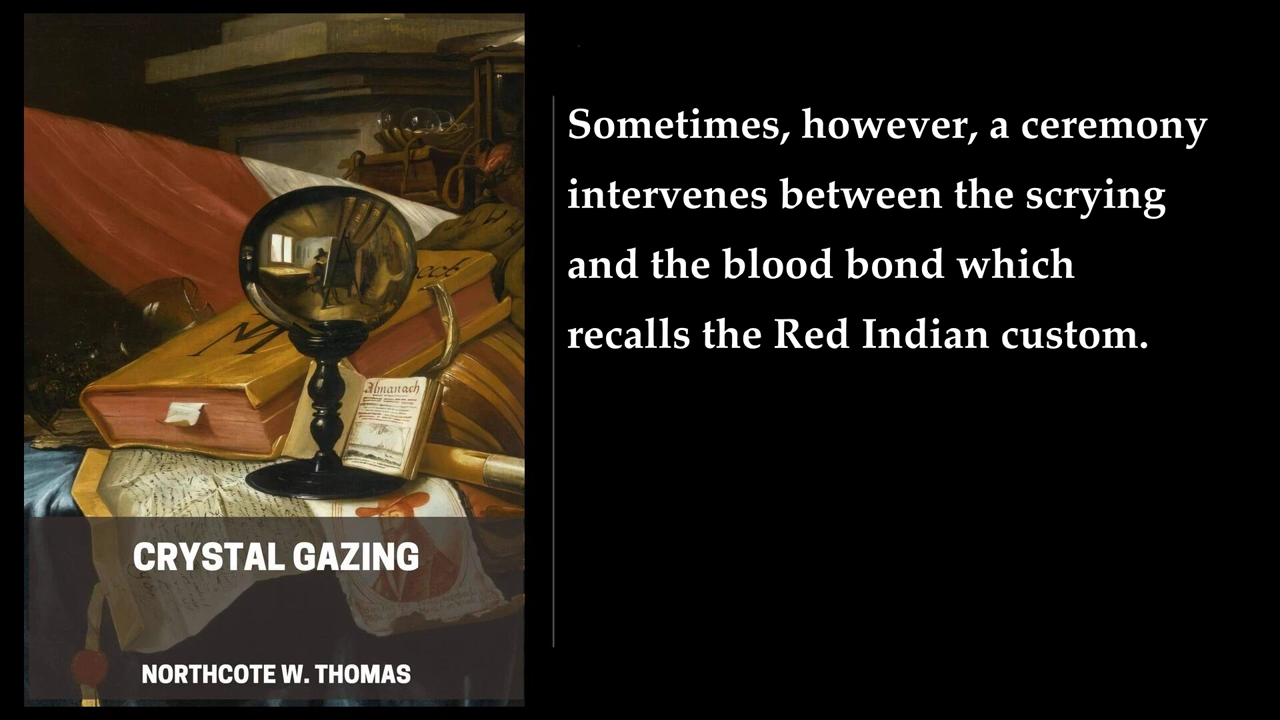 Sometimes, however, a ceremony
intervenes between the scrying
and the blood bond which
recalls the Red Indian custom.
M
Almanach
CRYSTAL GAZING
NORTHCOTE W. THOMAS